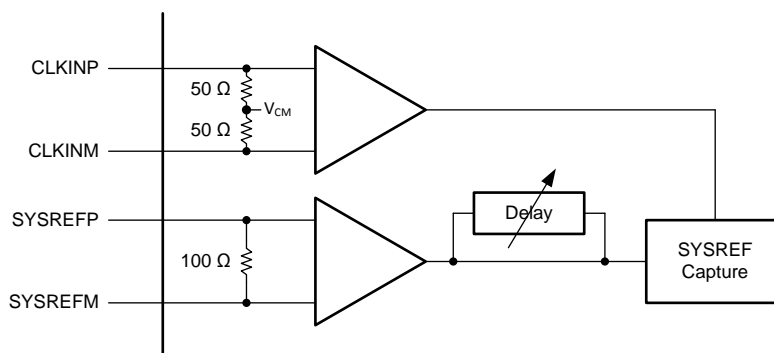 CLKINP
50 Ω
VCM
50 Ω
CLKINM
SYSREFP
Delay
100 Ω
SYSREF
Capture
SYSREFM